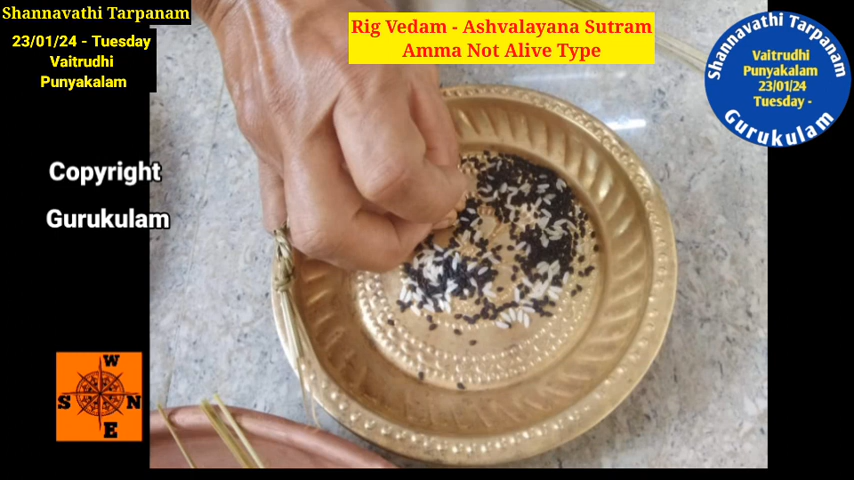 Shannavathi Tarpanam
23/01/24 - Tuesday
Vaitrudhi
Punyakalam
Rig Vedam - Ashvalayana Sutram
Amma Not Alive Type
Shannavathi Tarpanam
Vaitrudhi
Punyakalam
23/01/24
Tuesday -
Gurukulam
Copyright
Gurukulam
W
S N
E